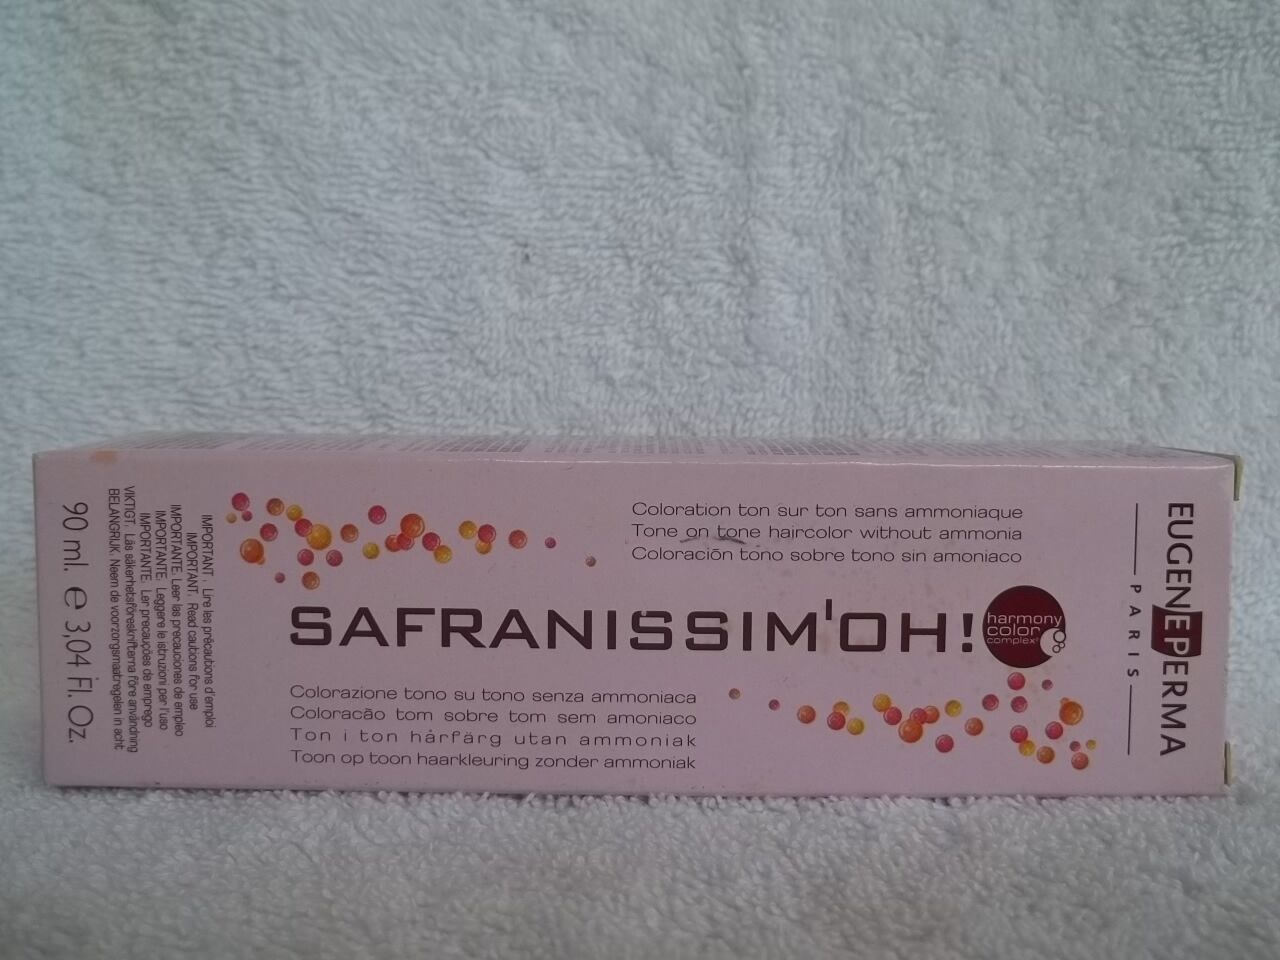 Coloration ton sur ton sans ammoniaque
Tone on tone haircolor without ammonia
Coloración tono sobre tono sin amoniaco
SAFRANISSIM'OH!
harmony
color
complex
Colorazione tono su tono senza ammoniaca
Coloracão tom sobre tom sem amoniaco
Ton i ton hårfärg utan ammoniak
Toon op toon haarkleuring zonder ammoniak
EUGENEPERMA
PARIS
IMPORTANT. Lire les précautions d'emploi
IMPORTANT. Read cautions for use
IMPORTANTE. Leer las precauciones de empleo
IMPORTANTE. Leggere le istruzioni per l'uso
IMPORTANTE. Ler precauções de emprego
VIKTIGT. Läs säkerhetsföreskrifterna före användning
BELANGRIJK. Neem de voorzorgsmaatregelen in acht
90 ml. e 3,04 Fl. Oz.